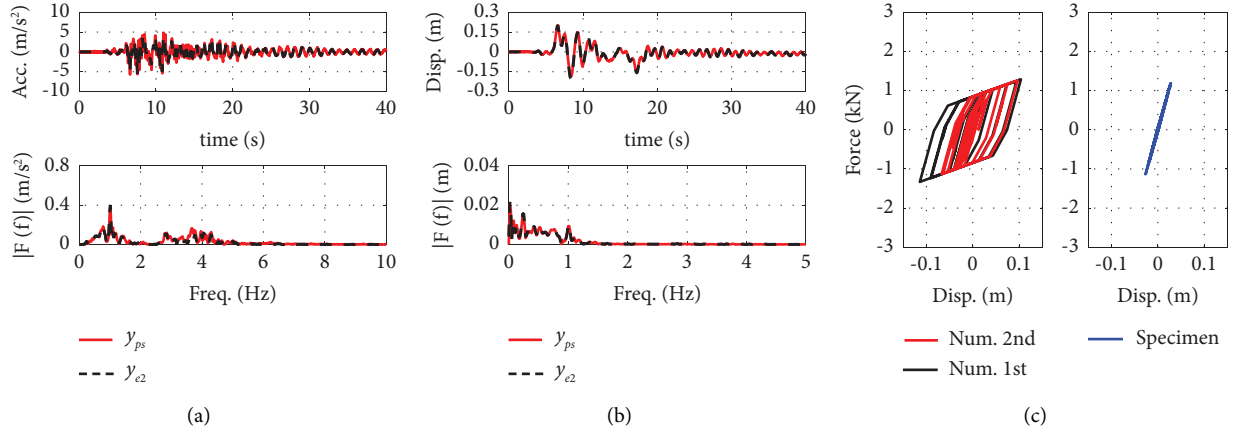 Acc. (m/s²)
10
5
0
-5
-10
0 10 20 30 40
time (s)
|F (f)| (m/s²)
0.8
0.4
0
0 2 4 6 8 10
Freq. (Hz)
y_ps
y_e2
(a)
Disp. (m)
0.3
0.15
0
-0.15
-0.3
0 10 20 30 40
time (s)
|F (f)| (m)
0.04
0.02
0
0 1 2 3 4 5
Freq. (Hz)
y_ps
y_e2
(b)
Force (kN)
3
2
1
0
-1
-2
-3
-0.1 0 0.1
Disp. (m)
Num. 2nd
Num. 1st
3
2
1
0
-1
-2
-3
-0.1 0 0.1
Disp. (m)
Specimen
(c)